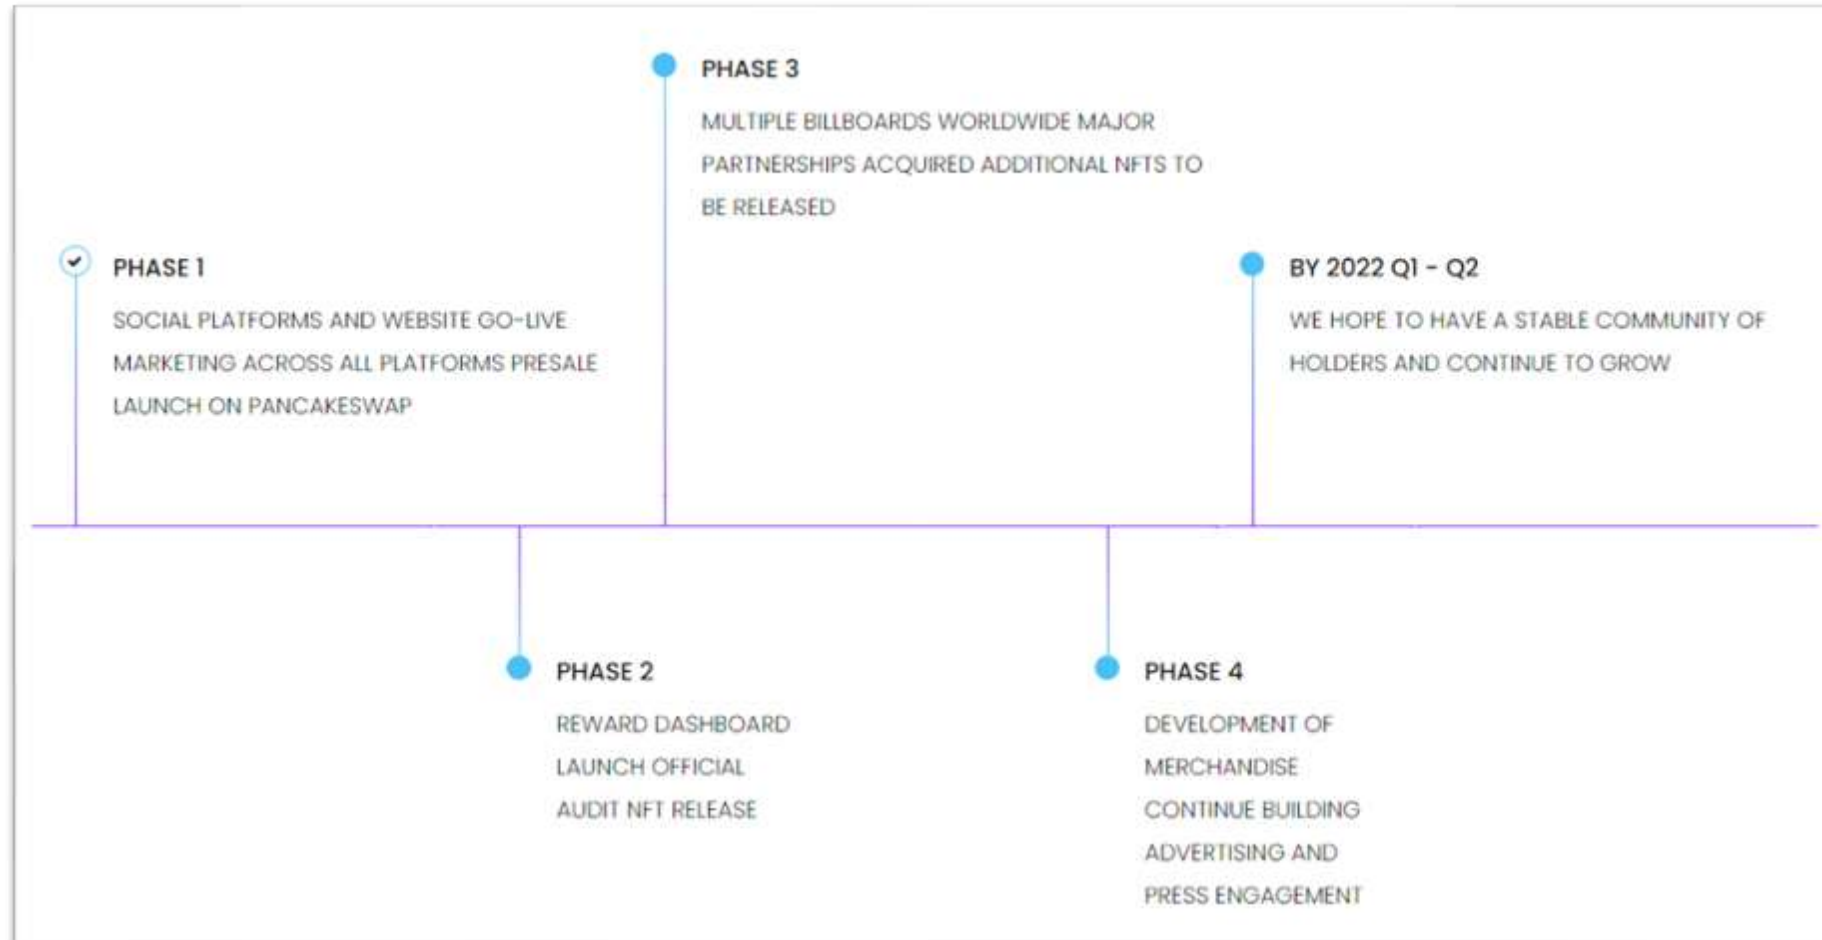 PHASE 1
SOCIAL PLATFORMS AND WEBSITE GO-LIVE
MARKETING ACROSS ALL PLATFORMS PRESALE
LAUNCH ON PANCAKESWAP
PHASE 2
REWARD DASHBOARD
LAUNCH OFFICIAL
AUDIT NFT RELEASE
PHASE 3
MULTIPLE BILLBOARDS WORLDWIDE MAJOR
PARTNERSHIPS ACQUIRED ADDITIONAL NFTS TO
BE RELEASED
PHASE 4
DEVELOPMENT OF
MERCHANDISE
CONTINUE BUILDING
ADVERTISING AND
PRESS ENGAGEMENT
BY 2022 Q1 - Q2
WE HOPE TO HAVE A STABLE COMMUNITY OF
HOLDERS AND CONTINUE TO GROW